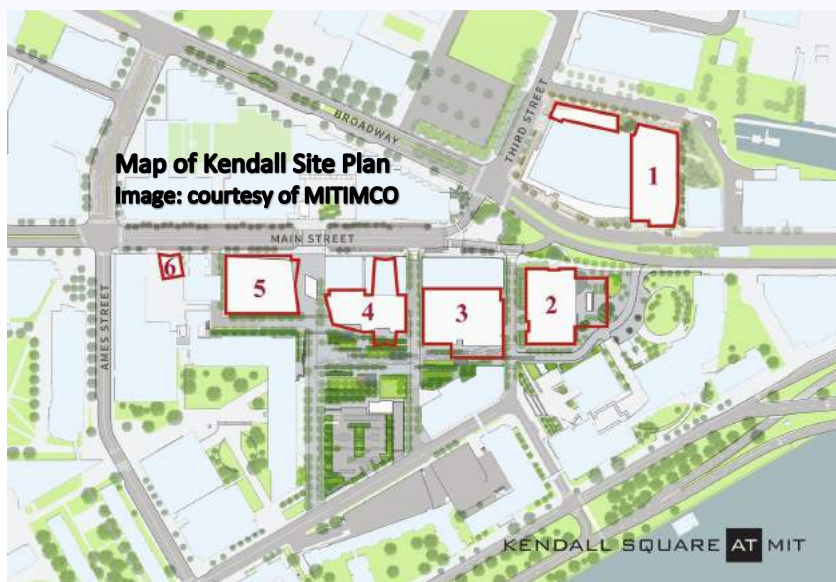 BROADWAY
THIRD STREET
Map of Kendall Site Plan
Image: courtesy of MITIMCO
1
MAIN STREET
6
5
4
3
2
AMES STREET
KENDALL SQUARE AT MIT